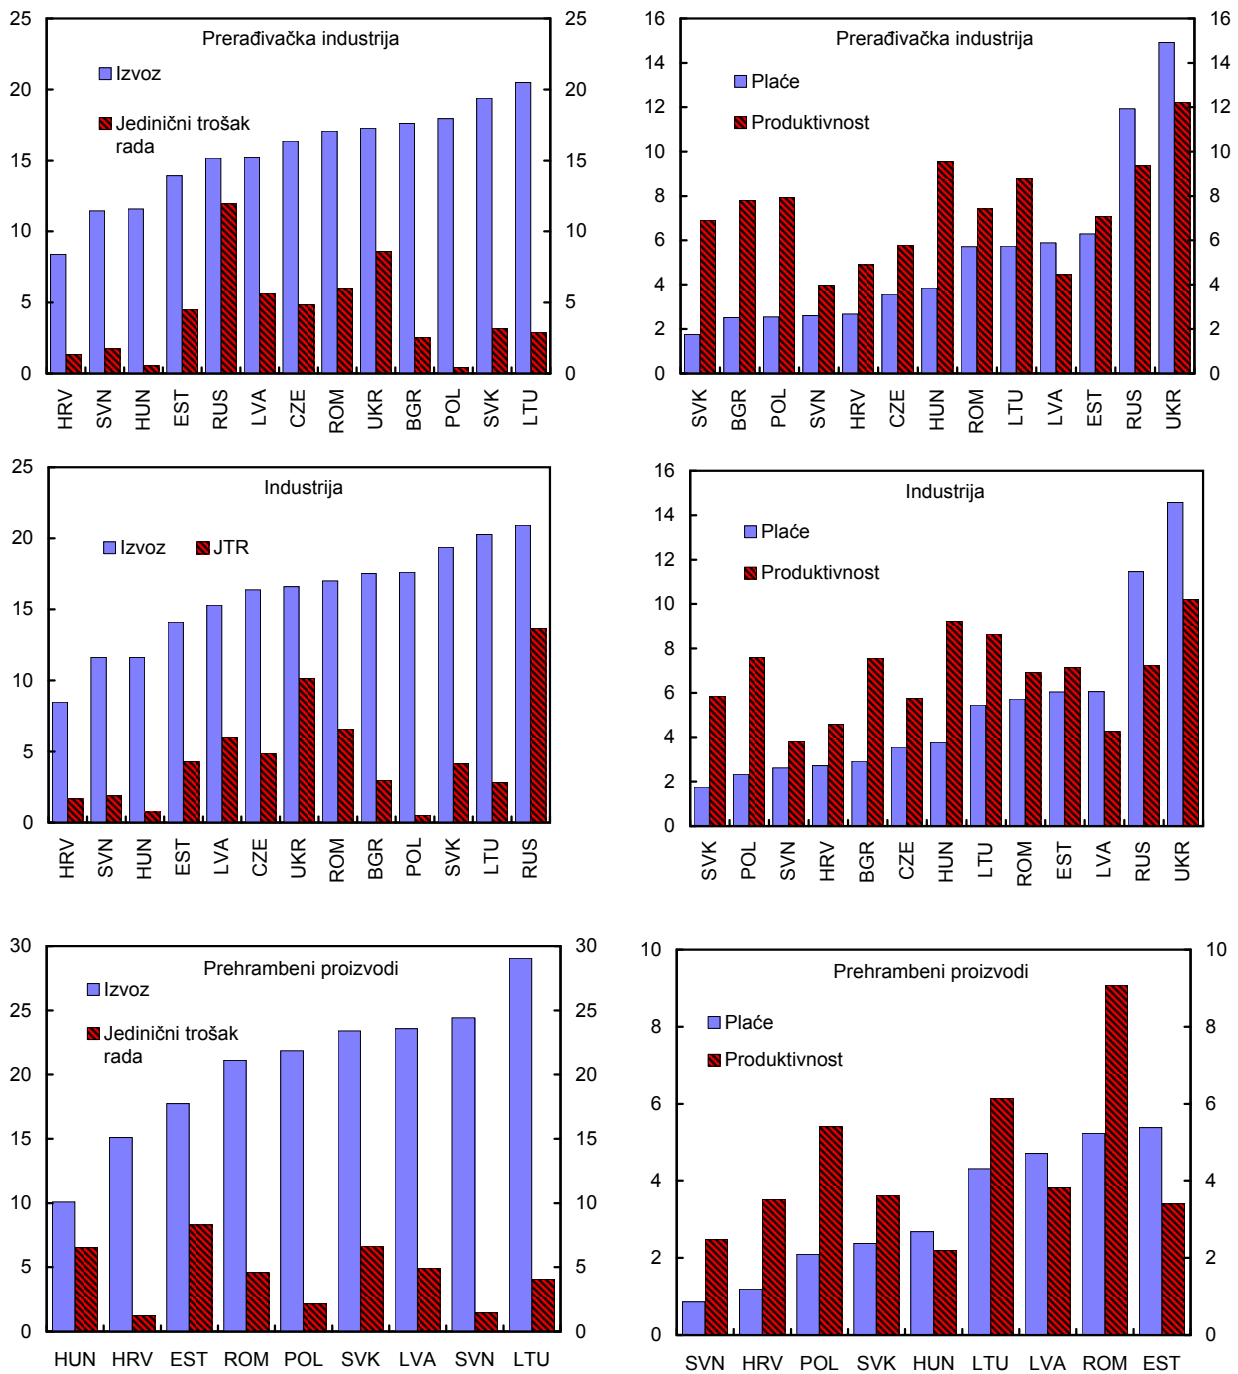 Prerađivačka industrija
Izvoz
Jedinični trošak
rada
25 20 15 10 5 0
25 20 15 10 5 0
HRV SVN HUN EST RUS LVA CZE ROM UKR BGR POL SVK LTU
Prerađivačka industrija
Plaće
Produktivnost
16 14 12 10 8 6 4 2 0
16 14 12 10 8 6 4 2 0
SVK BGR POL SVN HRV CZE HUN ROM LTU LVA EST RUS UKR
Industrija
Izvoz JTR
25 20 15 10 5 0
HRV SVN HUN EST LVA CZE UKR ROM BGR POL SVK LTU RUS
Industrija
Plaće
Produktivnost
16 14 12 10 8 6 4 2 0
SVK POL SVN HRV BGR CZE HUN LTU ROM EST LVA RUS UKR
Prehrambeni proizvodi
Izvoz
Jedinični trošak
rada
30 25 20 15 10 5 0
30 25 20 15 10 5 0
HUN HRV EST ROM POL SVK LVA SVN LTU
Prehrambeni proizvodi
Plaće
Produktivnost
10 8 6 4 2 0
10 8 6 4 2 0
SVN HRV POL SVK HUN LTU LVA ROM EST